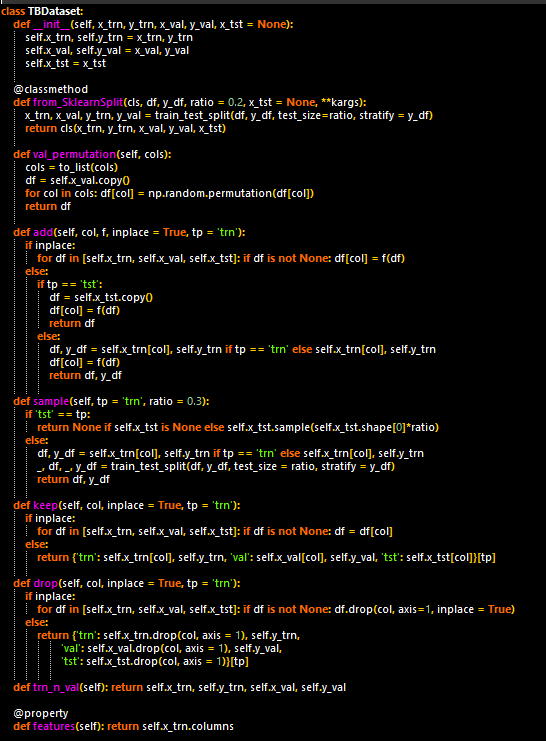 class TBDataset:
    def __init__(self, x_trn, y_trn, x_val, y_val, x_tst = None):
        self.x_trn, self.y_trn = x_trn, y_trn
        self.x_val, self.y_val = x_val, y_val
        self.x_tst = x_tst

    @classmethod
    def from_SklearnSplit(cls, df, y_df, ratio = 0.2, x_tst = None, **kargs):
        x_trn, x_val, y_trn, y_val = train_test_split(df, y_df, test_size=ratio, stratify = y_df)
        return cls(x_trn, y_trn, x_val, y_val, x_tst)

    def val_permutation(self, cols):
        cols = to_list(cols)
        df = self.x_val.copy()
        for col in cols: df[col] = np.random.permutation(df[col])
        return df

    def add(self, col, f, inplace = True, tp = 'trn'):
        if inplace:
            for df in [self.x_trn, self.x_val, self.x_tst]: if df is not None: df[col] = f(df)
        else:
            if tp == 'tst':
                df = self.x_tst.copy()
                df[col] = f(df)
                return df
            else:
                df, y_df = self.x_trn[col], self.y_trn if tp == 'trn' else self.x_trn[col], self.y_trn
                df[col] = f(df)
                return df, y_df

    def sample(self, tp = 'trn', ratio = 0.3):
        if 'tst' == tp:
            return None if self.x_tst is None else self.x_tst.sample(self.x_tst.shape[0]*ratio)
        else:
            df, y_df = self.x_trn[col], self.y_trn if tp == 'trn' else self.x_trn[col], self.y_trn
            _, df, _, y_df = train_test_split(df, y_df, test_size = ratio, stratify = y_df)
            return df, y_df

    def keep(self, col, inplace = True, tp = 'trn'):
        if inplace:
            for df in [self.x_trn, self.x_val, self.x_tst]: if df is not None: df = df[col]
        else:
            return {'trn': self.x_trn[col], self.y_trn, 'val': self.x_val[col], self.y_val, 'tst': self.x_tst[col]}[tp]

    def drop(self, col, inplace = True, tp = 'trn'):
        if inplace:
            for df in [self.x_trn, self.x_val, self.x_tst]: if df is not None: df.drop(col, axis=1, inplace = True)
        else:
            return {'trn': self.x_trn.drop(col, axis = 1), self.y_trn,
                    'val': self.x_val.drop(col, axis = 1), self.y_val,
                    'tst': self.x_tst.drop(col, axis = 1)}[tp]

    def trn_n_val(self): return self.x_trn, self.y_trn, self.x_val, self.y_val

    @property
    def features(self): return self.x_trn.columns